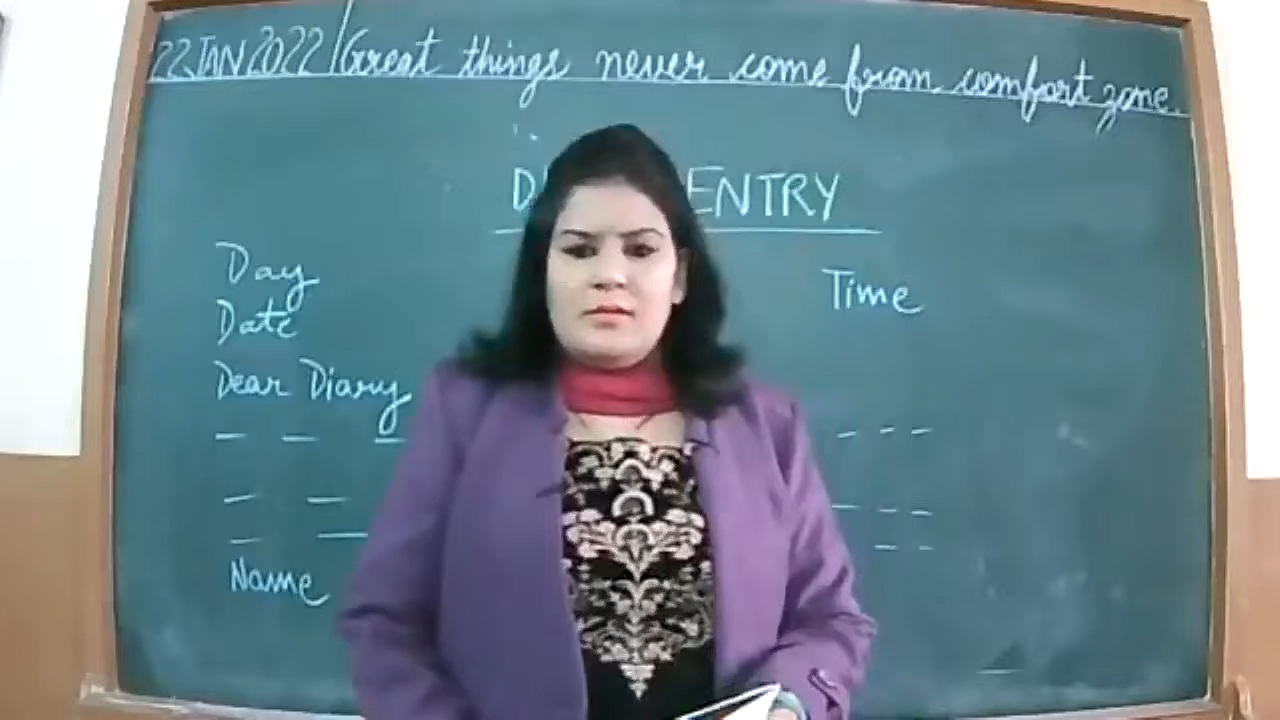 22 JAN 2022 / Great things never come from comfort zone.
D ENTRY
Day
Time
Date
Dear Diary
Name